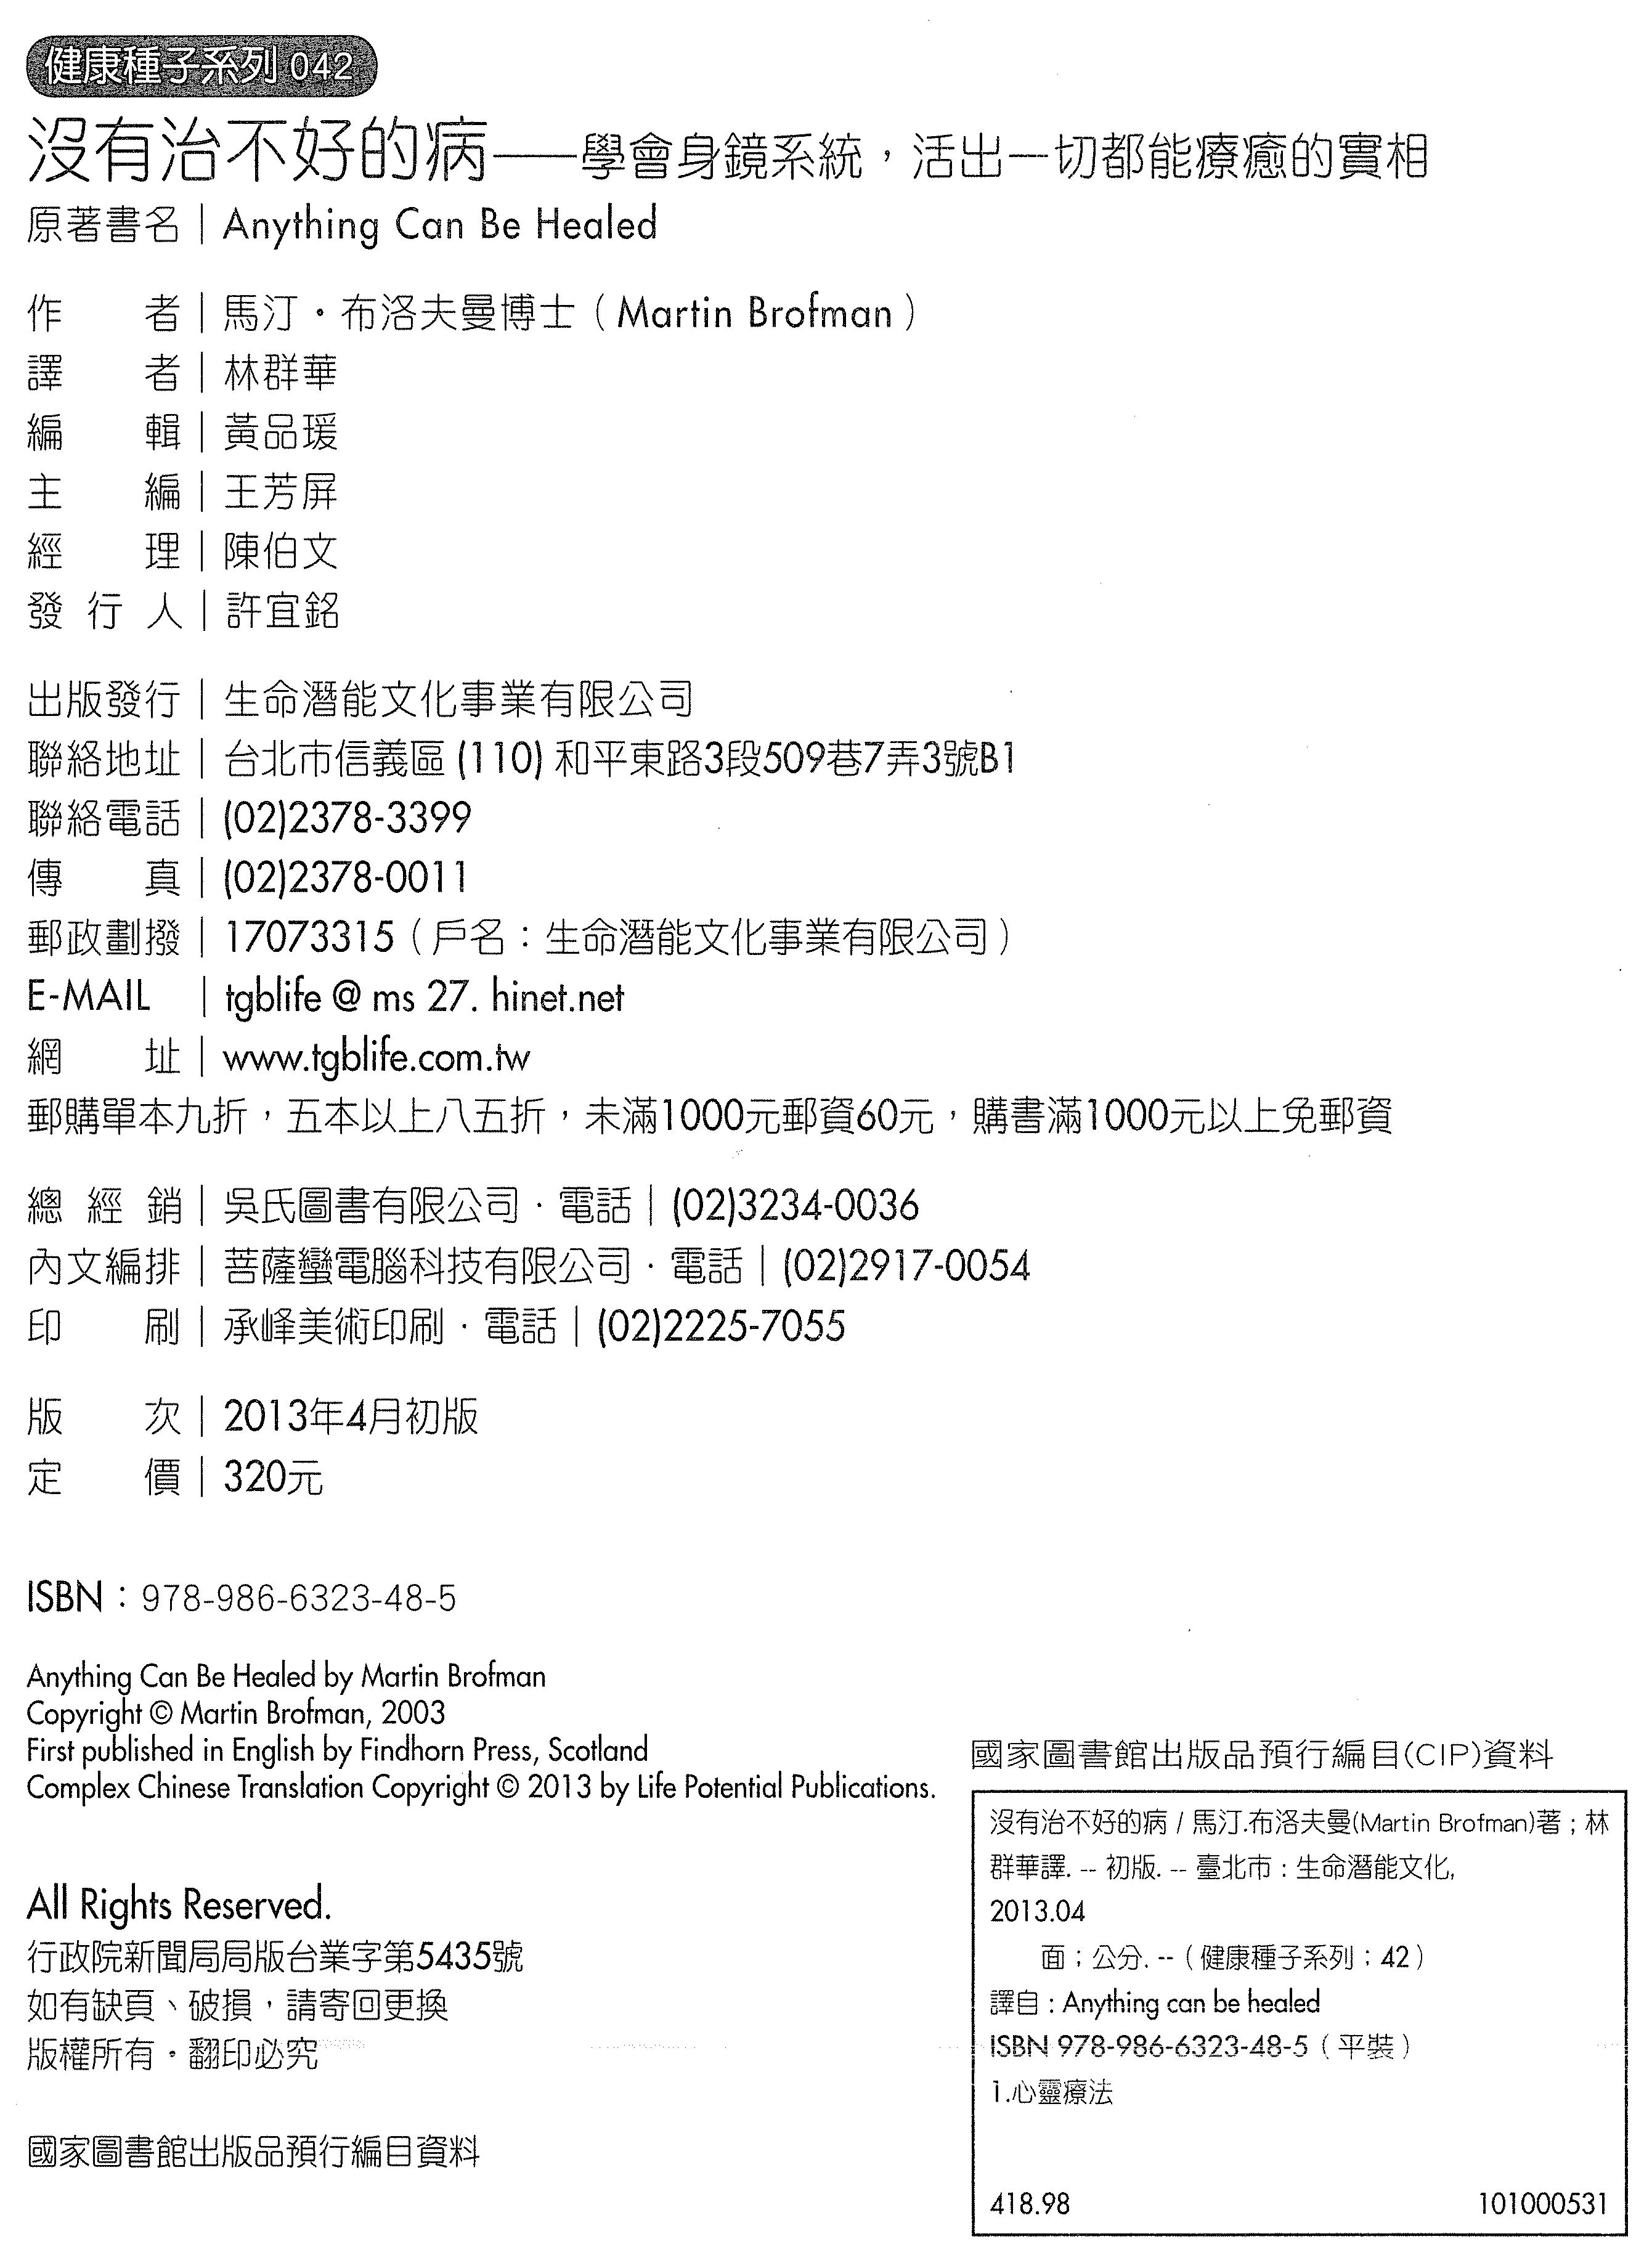 健康種子系列 042
沒有治不好的病——學會身鏡系統，活出一切都能療癒的實相
原著書名｜Anything Can Be Healed
作　　者｜馬汀・布洛夫曼博士（Martin Brofman）
譯　　者｜林群華
編　　輯｜黃品瑗
主　　編｜王芳屏
經　　理｜陳伯文
發 行 人｜許宜銘
出版發行｜生命潛能文化事業有限公司
聯絡地址｜台北市信義區 (110) 和平東路3段509巷7弄3號B1
聯絡電話｜(02)2378-3399
傳　　真｜(02)2378-0011
郵政劃撥｜17073315（戶名：生命潛能文化事業有限公司）
E-MAIL　｜tgblife @ ms 27. hinet.net
網　　址｜www.tgblife.com.tw
郵購單本九折，五本以上八五折，未滿1000元郵資60元，購書滿1000元以上免郵資
總 經 銷｜吳氏圖書有限公司・電話｜(02)3234-0036
內文編排｜菩薩蠻電腦科技有限公司・電話｜(02)2917-0054
印　　刷｜承峰美術印刷・電話｜(02)2225-7055
版　　次｜2013年4月初版
定　　價｜320元
ISBN：978-986-6323-48-5
Anything Can Be Healed by Martin Brofman
Copyright © Martin Brofman, 2003
First published in English by Findhorn Press, Scotland
Complex Chinese Translation Copyright © 2013 by Life Potential Publications.
All Rights Reserved.
行政院新聞局局版台業字第5435號
如有缺頁、破損，請寄回更換
版權所有・翻印必究
國家圖書館出版品預行編目資料
國家圖書館出版品預行編目(CIP)資料
沒有治不好的病 / 馬汀.布洛夫曼(Martin Brofman)著；林
群華譯. -- 初版. -- 臺北市：生命潛能文化,
2013.04
面；公分. --（健康種子系列；42）
譯自：Anything can be healed
ISBN 978-986-6323-48-5（平裝）
1.心靈療法
418.98　101000531